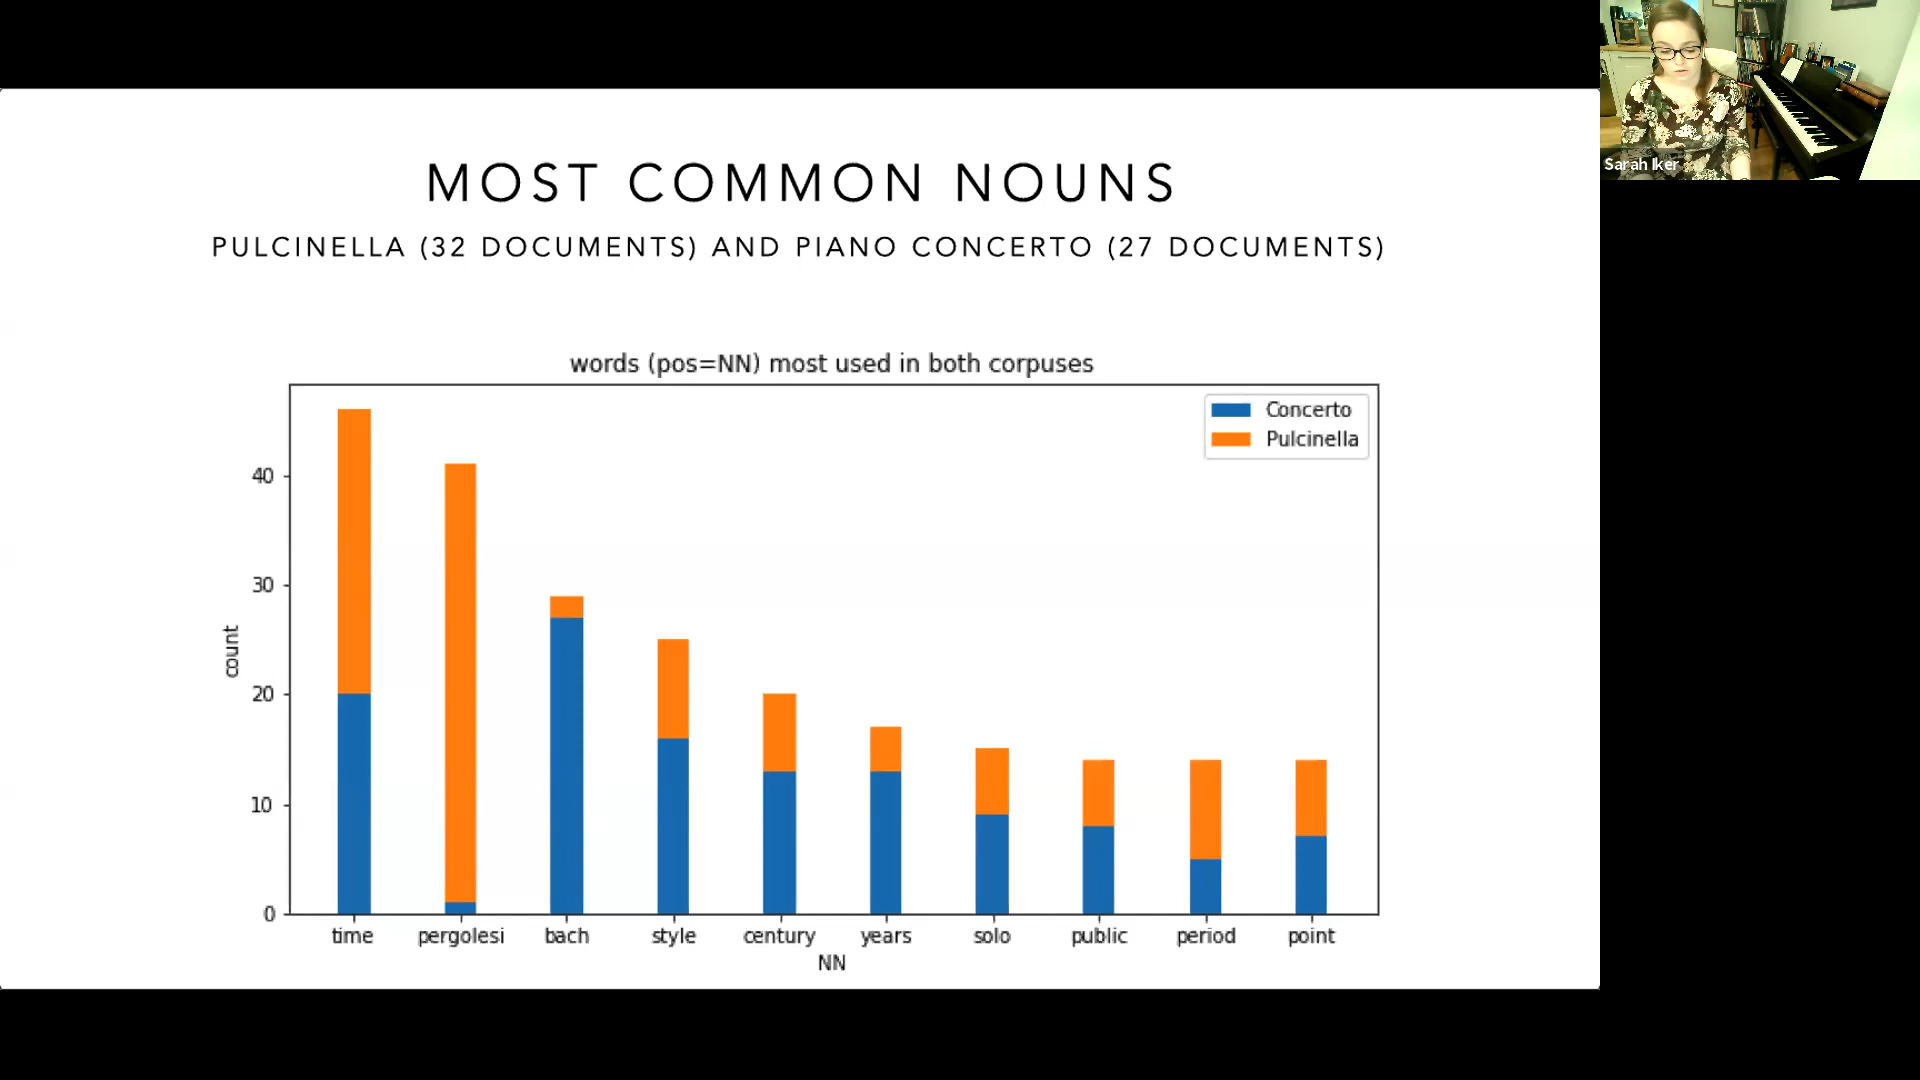 MOST COMMON NOUNS
PULCINELLA (32 DOCUMENTS) AND PIANO CONCERTO (27 DOCUMENTS)
words (pos=NN) most used in both corpuses
Concerto
Pulcinella
40
30
20
10
0
count
time pergolesi bach style century years solo public period point
NN
Sarah Iker